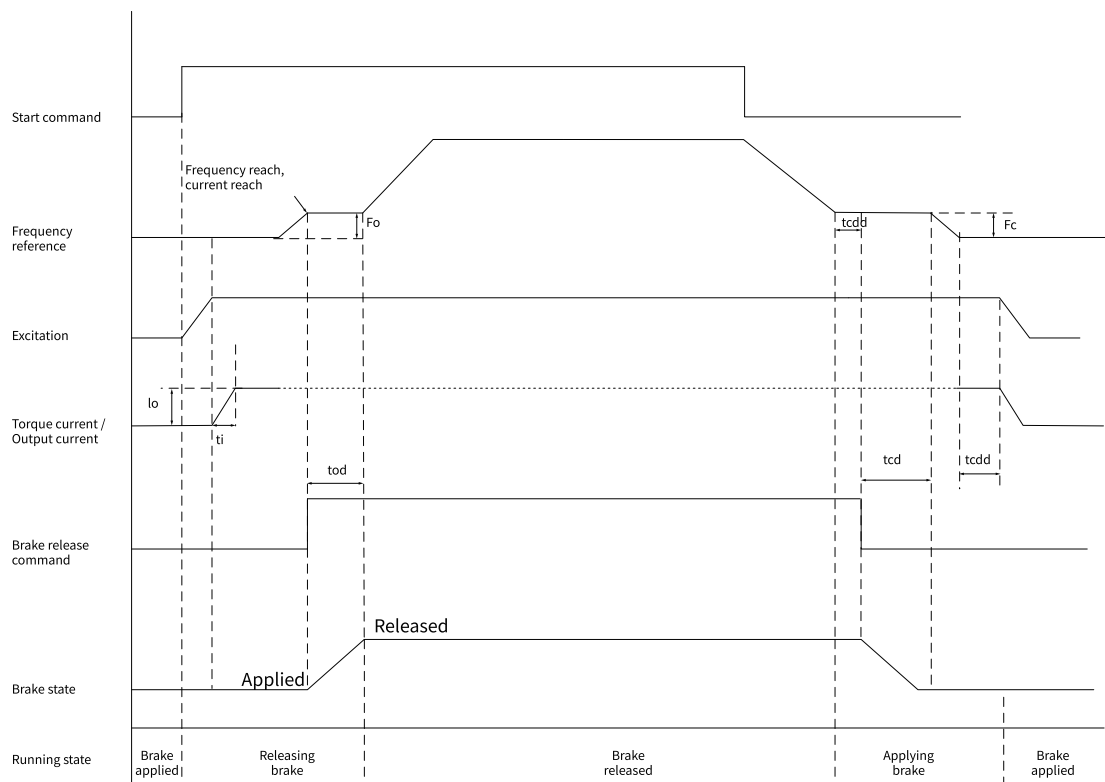 Start command
Frequency reach,
current reach
Fo
tcdd
Fc
Frequency
reference
Excitation
lo
Torque current /
Output current
ti
tod
tcd
tcdd
Brake release
command
Released
Applied
Brake state
Running state
Brake
applied
Releasing
brake
Brake
released
Applying
brake
Brake
applied